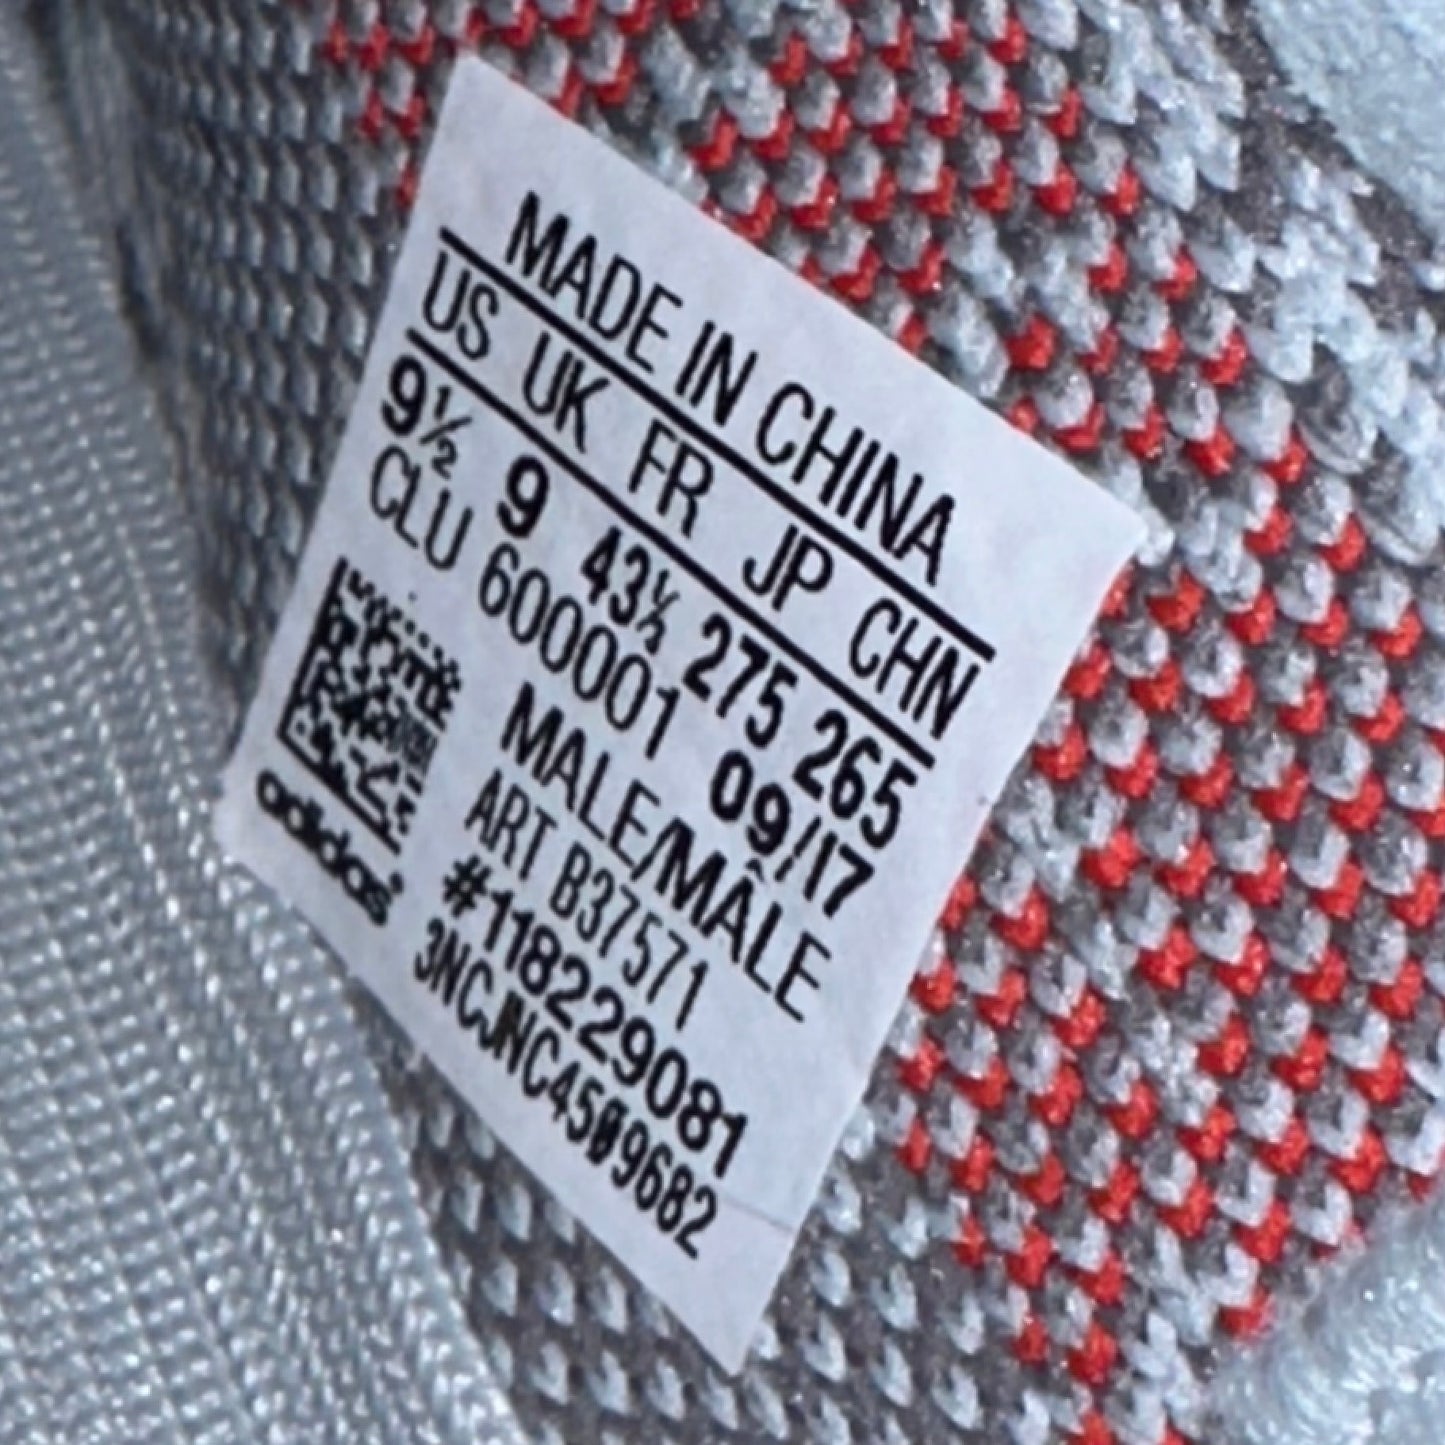 MADE IN CHINA
US UK FR JP CHN
9½ 9 43⅓ 275 265
CLU 600001 09/17
MALE/MÂLE
ART B37571
#118229081
3NCJNC4509682
adidas